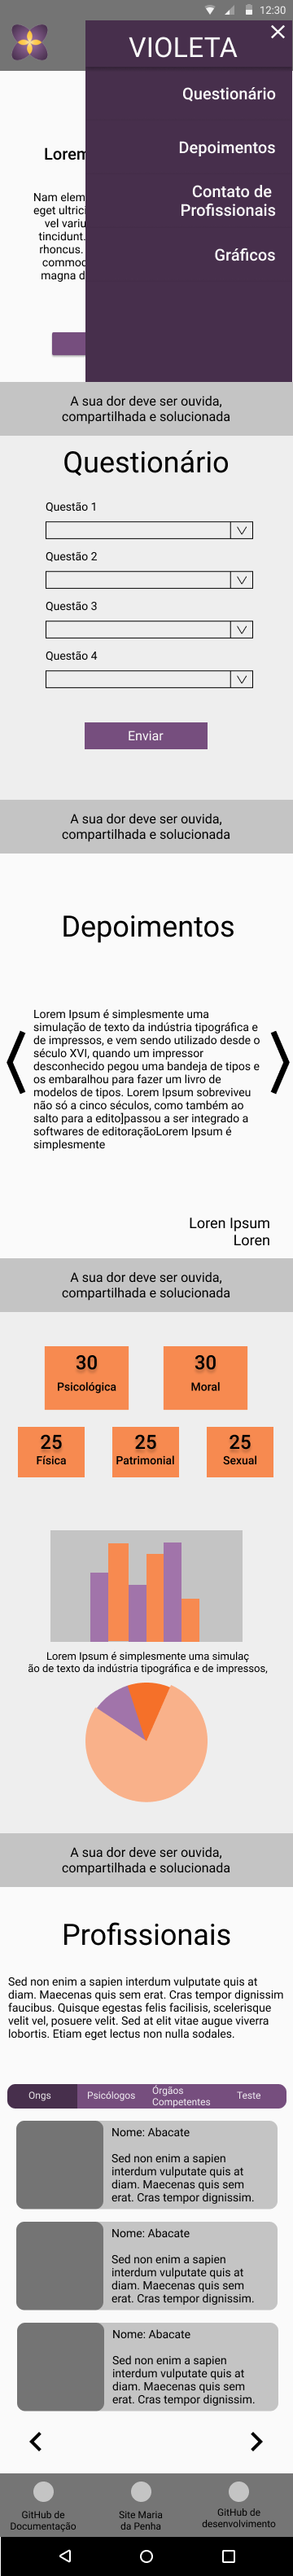 12:30
VIOLETA
Questionário
Depoimentos
Contato de
Profissionais
Gráficos
Lorem
Nam elem
eget ultrici
vel variu
tincidunt.
rhoncus.
commod
magna d
A sua dor deve ser ouvida,
compartilhada e solucionada
Questionário
Questão 1
Questão 2
Questão 3
Questão 4
Enviar
A sua dor deve ser ouvida,
compartilhada e solucionada
Depoimentos
Lorem Ipsum é simplesmente uma
simulação de texto da indústria tipográfica e
de impressos, e vem sendo utilizado desde o
século XVI, quando um impressor
desconhecido pegou uma bandeja de tipos e
os embaralhou para fazer um livro de
modelos de tipos. Lorem Ipsum sobreviveu
não só a cinco séculos, como também ao
salto para a edito]passou a ser integrado a
softwares de editoraçãoLorem Ipsum é
simplesmente
Loren Ipsum
Loren
A sua dor deve ser ouvida,
compartilhada e solucionada
30
Psicológica
30
Moral
25
Física
25
Patrimonial
25
Sexual
Lorem Ipsum é simplesmente uma simulaç
ão de texto da indústria tipográfica e de impressos,
A sua dor deve ser ouvida,
compartilhada e solucionada
Profissionais
Sed non enim a sapien interdum vulputate quis at
diam. Maecenas quis sem erat. Cras tempor dignissim
faucibus. Quisque egestas felis facilisis, scelerisque
velit vel, posuere velit. Sed at elit vitae augue viverra
lobortis. Etiam eget lectus non nulla sodales.
Ongs
Psicólogos
Órgãos
Competentes
Teste
Nome: Abacate
Sed non enim a sapien
interdum vulputate quis at
diam. Maecenas quis sem
erat. Cras tempor dignissim.
Nome: Abacate
Sed non enim a sapien
interdum vulputate quis at
diam. Maecenas quis sem
erat. Cras tempor dignissim.
Nome: Abacate
Sed non enim a sapien
interdum vulputate quis at
diam. Maecenas quis sem
erat. Cras tempor dignissim.
GitHub de
Documentação
Site Maria
da Penha
GitHub de
desenvolvimento